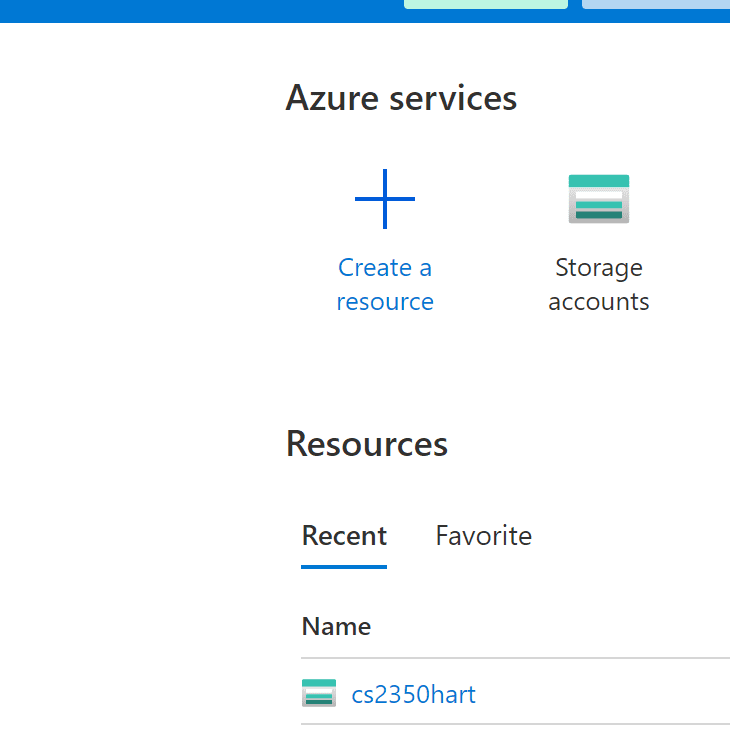 Azure services
Create a
resource
Storage
accounts
Resources
Recent Favorite
Name
cs2350hart